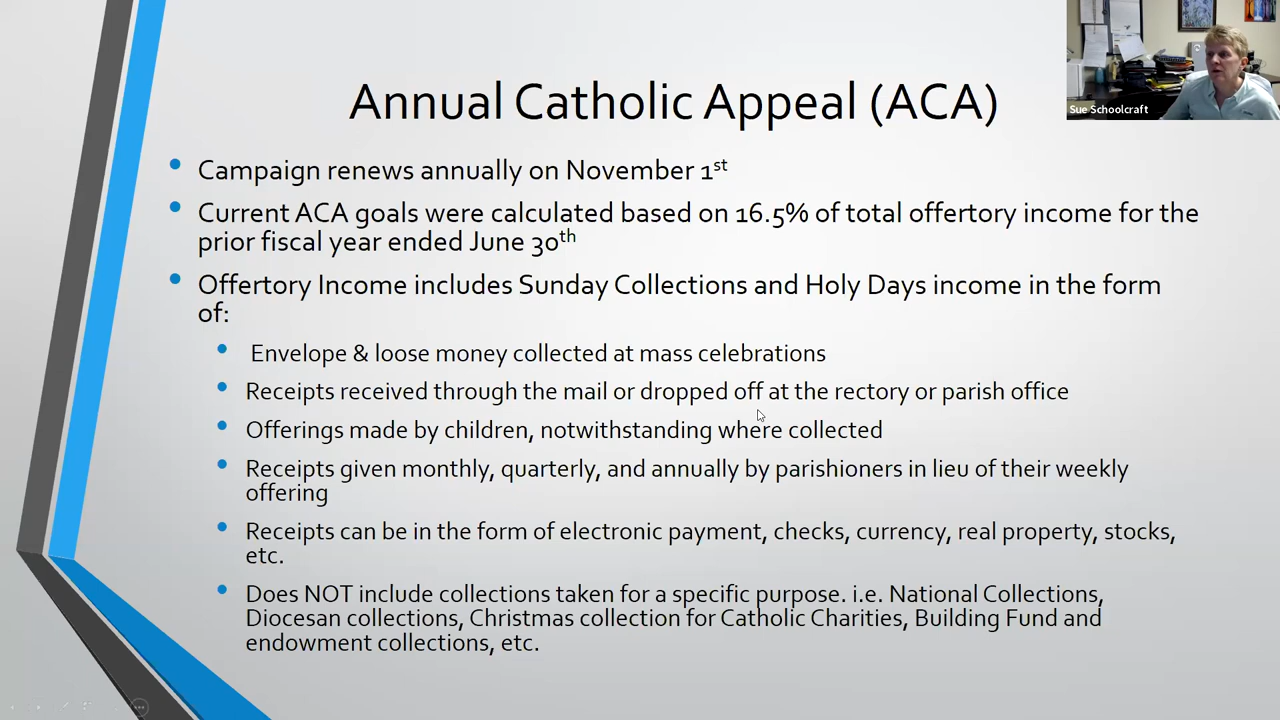 Annual Catholic Appeal (ACA)
Sue Schoolcraft
• Campaign renews annually on November 1st
• Current ACA goals were calculated based on 16.5% of total offertory income for the
prior fiscal year ended June 30th
• Offertory Income includes Sunday Collections and Holy Days income in the form
of:
• Envelope & loose money collected at mass celebrations
• Receipts received through the mail or dropped off at the rectory or parish office
• Offerings made by children, notwithstanding where collected
• Receipts given monthly, quarterly, and annually by parishioners in lieu of their weekly
offering
• Receipts can be in the form of electronic payment, checks, currency, real property, stocks,
etc.
• Does NOT include collections taken for a specific purpose. i.e. National Collections,
Diocesan collections, Christmas collection for Catholic Charities, Building Fund and
endowment collections, etc.